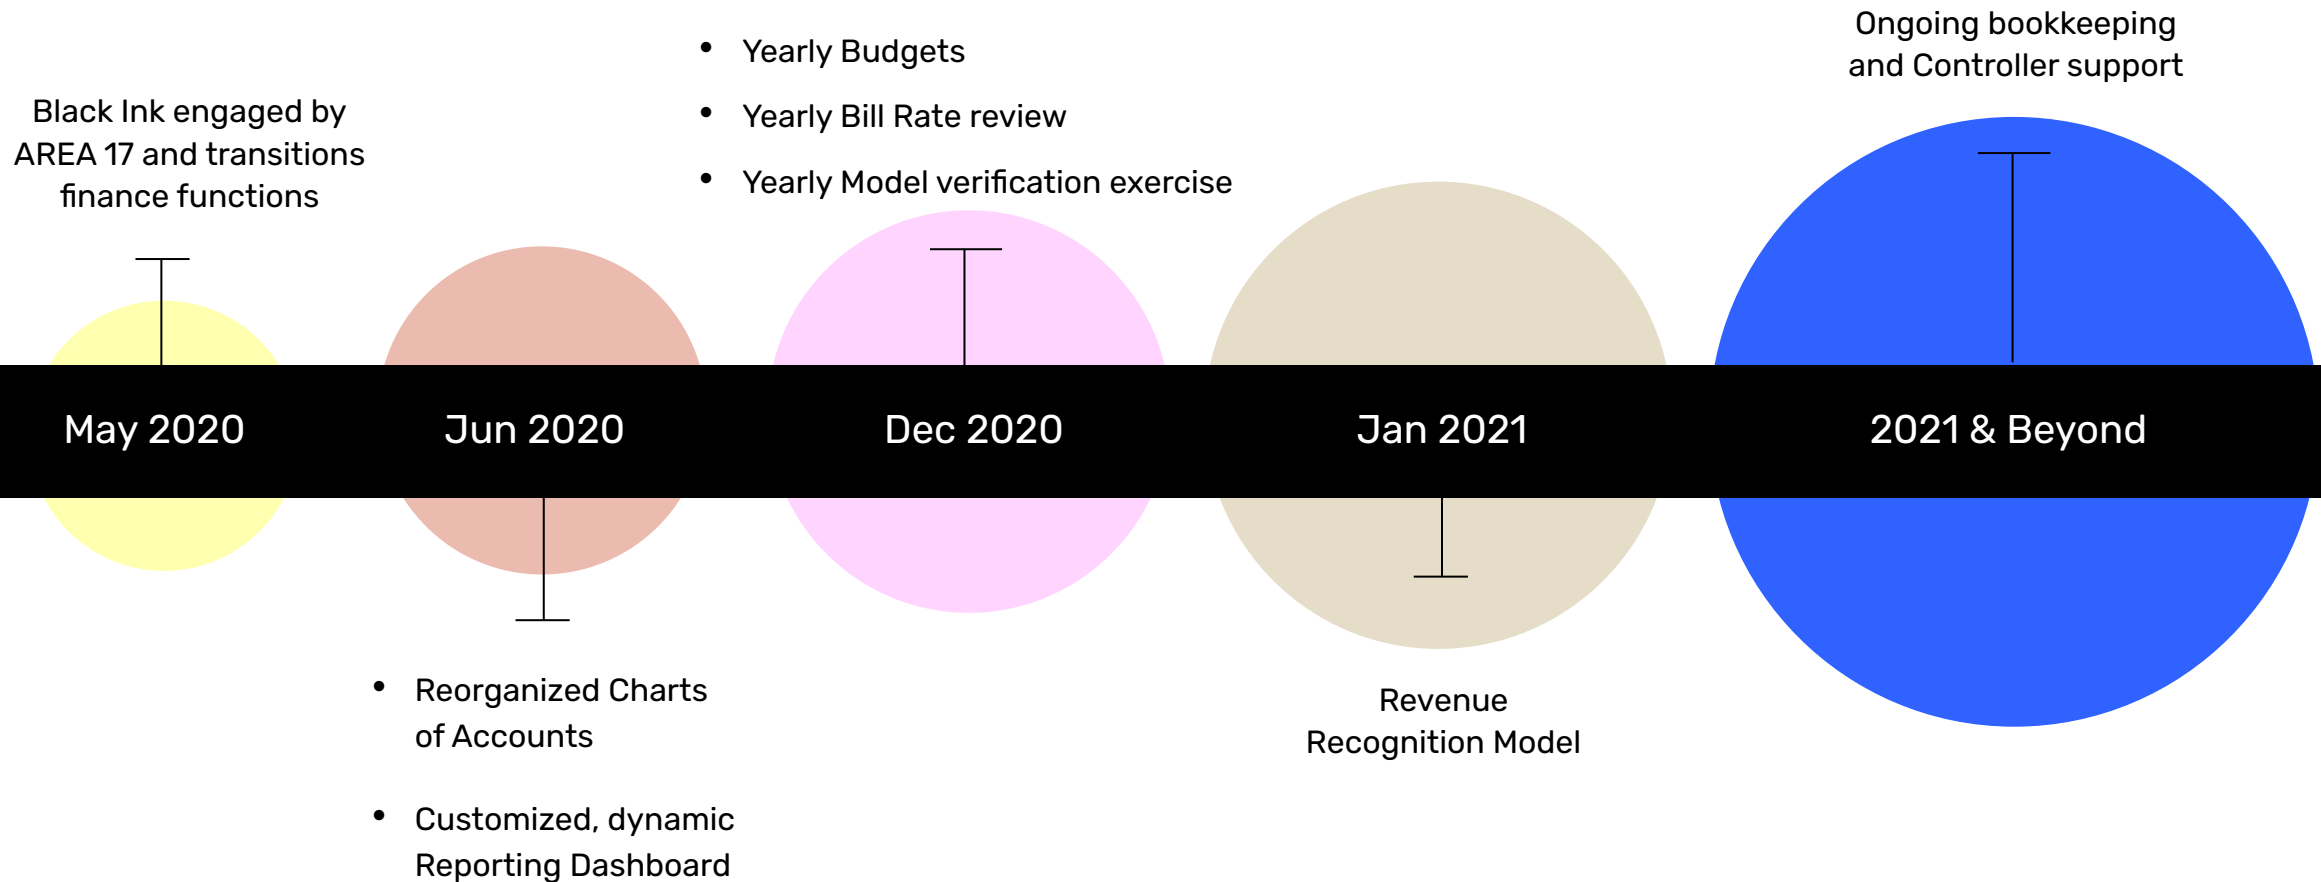 Black Ink engaged by
AREA 17 and transitions
finance functions
May 2020
Jun 2020
• Reorganized Charts
of Accounts
• Customized, dynamic
Reporting Dashboard
• Yearly Budgets
• Yearly Bill Rate review
• Yearly Model verification exercise
Dec 2020
Jan 2021
Revenue
Recognition Model
Ongoing bookkeeping
and Controller support
2021 & Beyond